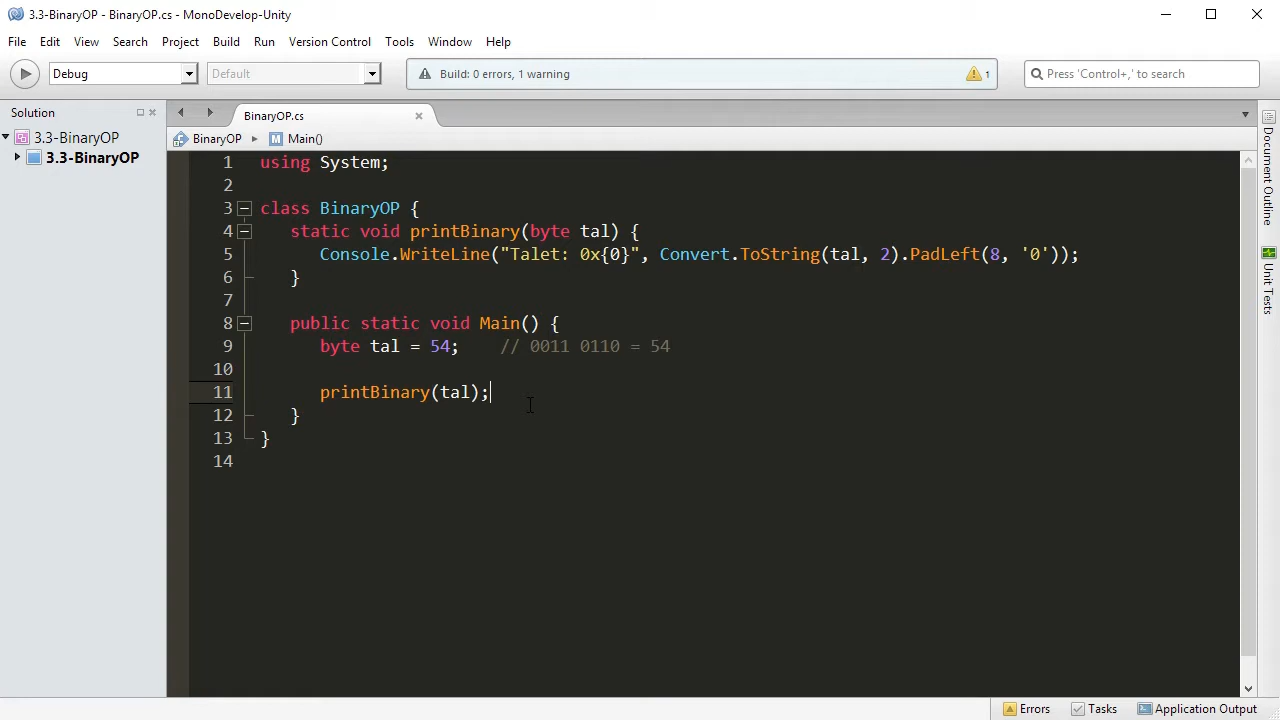 3.3-BinaryOP - BinaryOP.cs - MonoDevelop-Unity
File Edit View Search Project Build Run Version Control Tools Window Help
Debug Default Build: 0 errors, 1 warning 1 Press 'Control+,' to search
Solution
3.3-BinaryOP
3.3-BinaryOP
BinaryOP.cs
BinaryOP M Main()
1 using System;
2
3 class BinaryOP {
4 static void printBinary(byte tal) {
5 Console.WriteLine("Talet: 0x{0}", Convert.ToString(tal, 2).PadLeft(8, '0'));
6 }
7
8 public static void Main() {
9 byte tal = 54; // 0011 0110 = 54
10
11 printBinary(tal);
12 }
13 }
14
Document Outline
Unit Tests
Errors Tasks Application Output